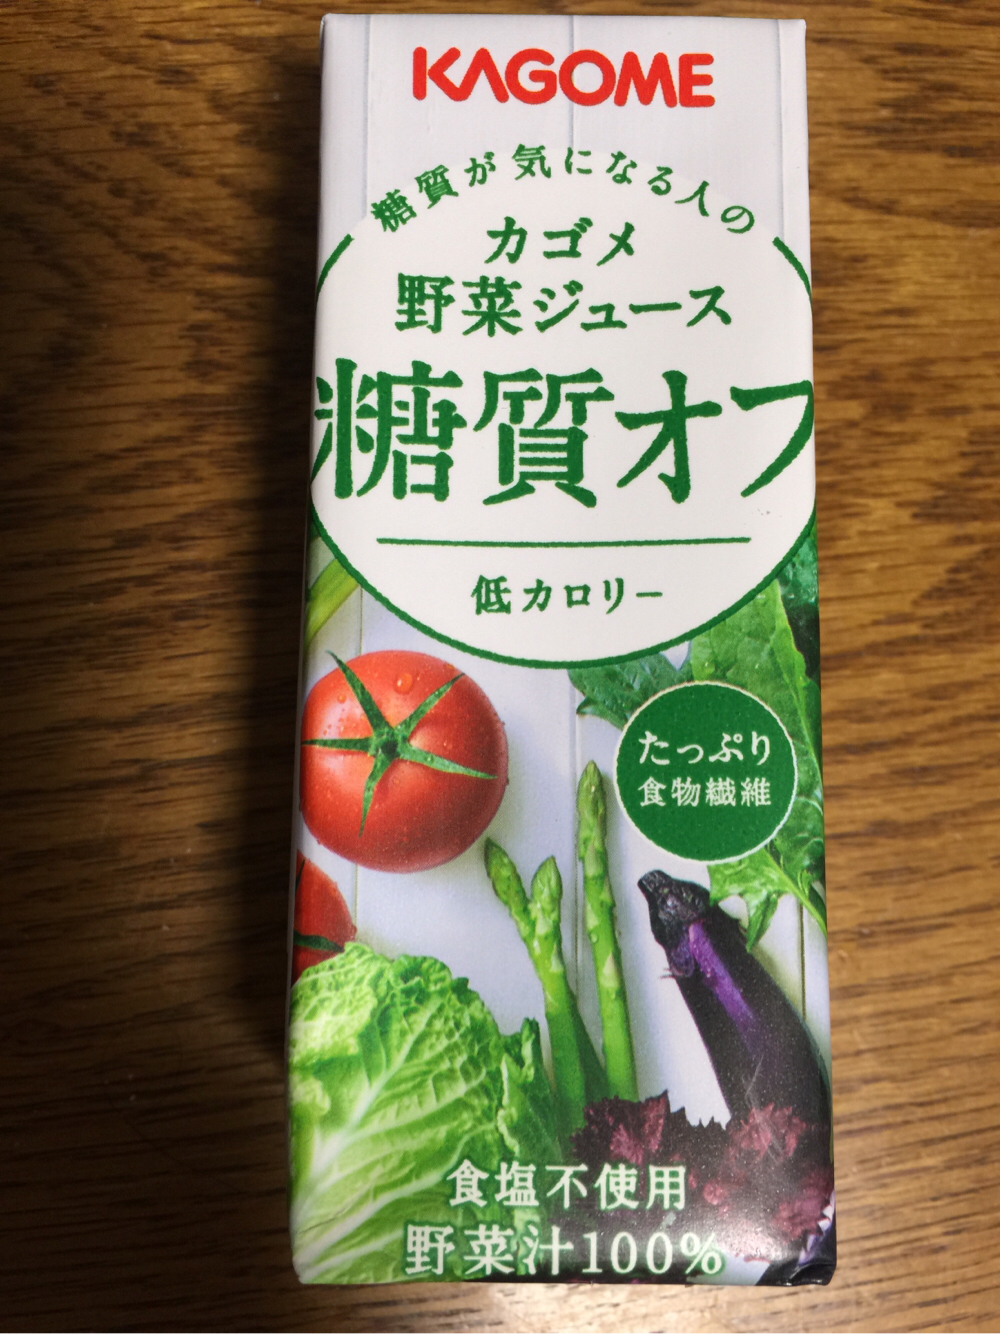 KAGOME
糖質が気になる人の
カゴメ
野菜ジュース
糖質オフ
低カロリー
たっぷり
食物繊維
食塩不使用
野菜汁100%